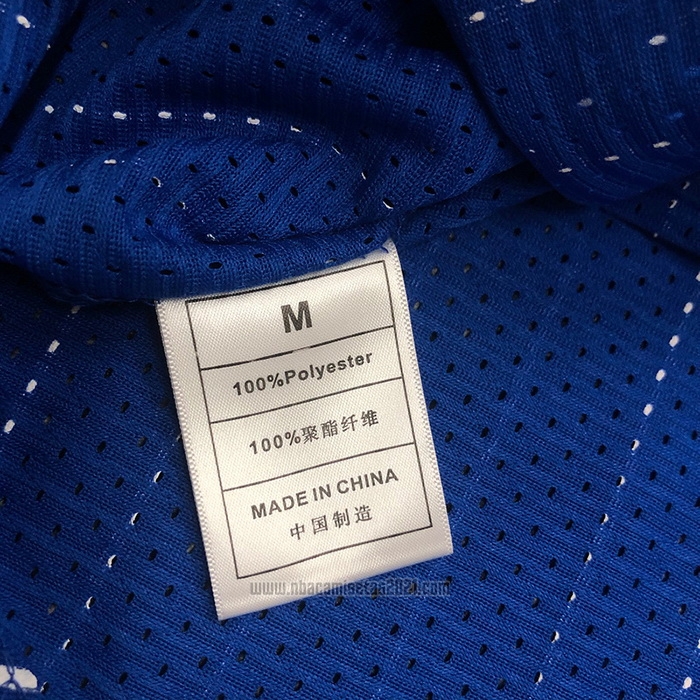 M
100%Polyester
100%聚酯纤维
MADE IN CHINA
中国制造
www.nbacamisetas2021.com